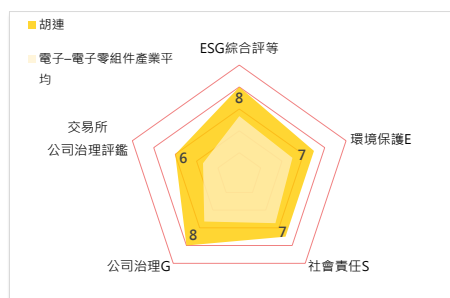 胡連
電子–電子零組件產業平
均
ESG綜合評等
8
環境保護E
7
社會責任S
7
公司治理G
8
交易所
公司治理評鑑
6